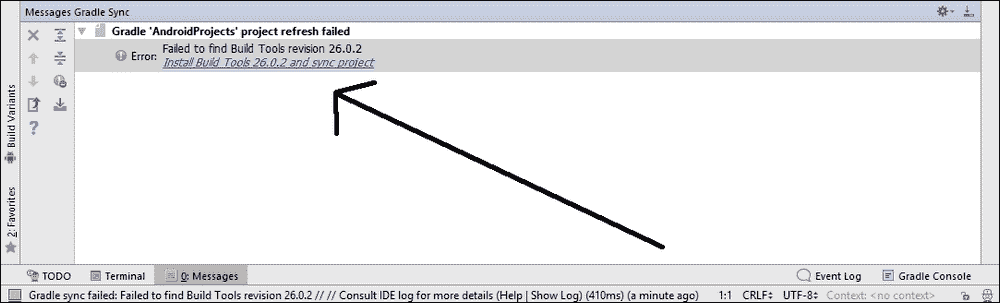 Messages Gradle Sync
Gradle 'AndroidProjects' project refresh failed
Error: Failed to find Build Tools revision 26.0.2
Install Build Tools 26.0.2 and sync project
Build Variants
2: Favorites
TODO
Terminal
0: Messages
Event Log
Gradle Console
Gradle sync failed: Failed to find Build Tools revision 26.0.2 // // Consult IDE log for more details (Help | Show Log) (410ms) (a minute ago)
1:1
CRLF
UTF-8
Context: <no context>